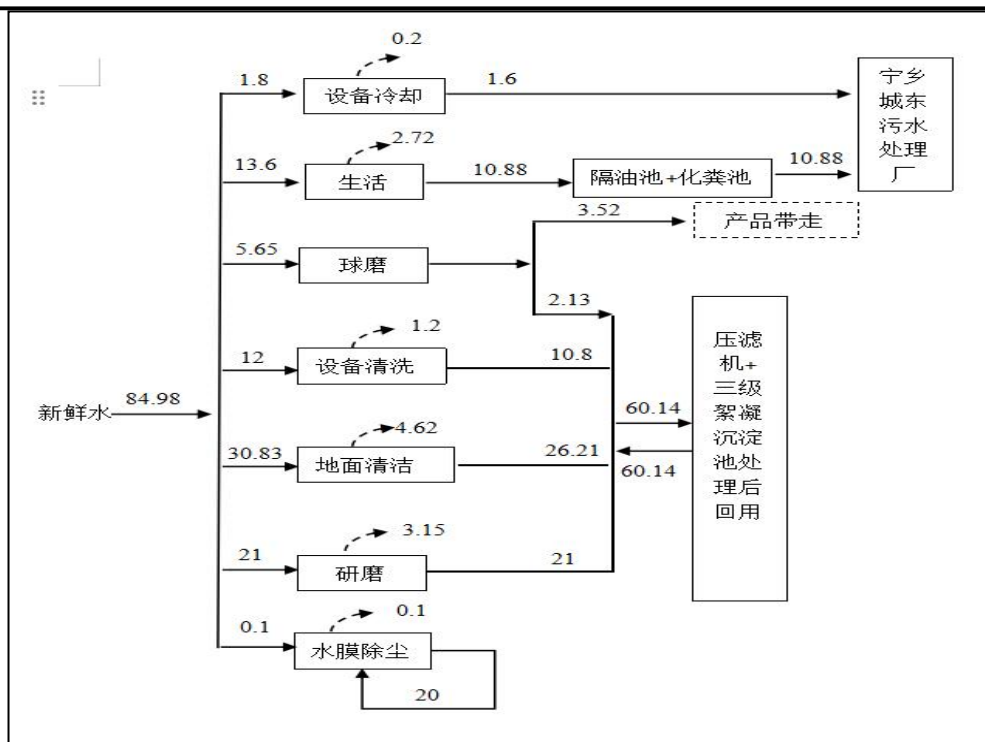 0.2
1.8
设备冷却
1.6
宁乡
城东
污水
处理
厂
2.72
13.6
生活
10.88
隔油池+化粪池
10.88
3.52
产品带走
5.65
球磨
2.13
1.2
12
设备清洗
10.8
压滤
机+
三级
絮凝
沉淀
池处
理后
回用
新鲜水
84.98
60.14
60.14
4.62
30.83
地面清洁
26.21
3.15
21
研磨
21
0.1
0.1
水膜除尘
20